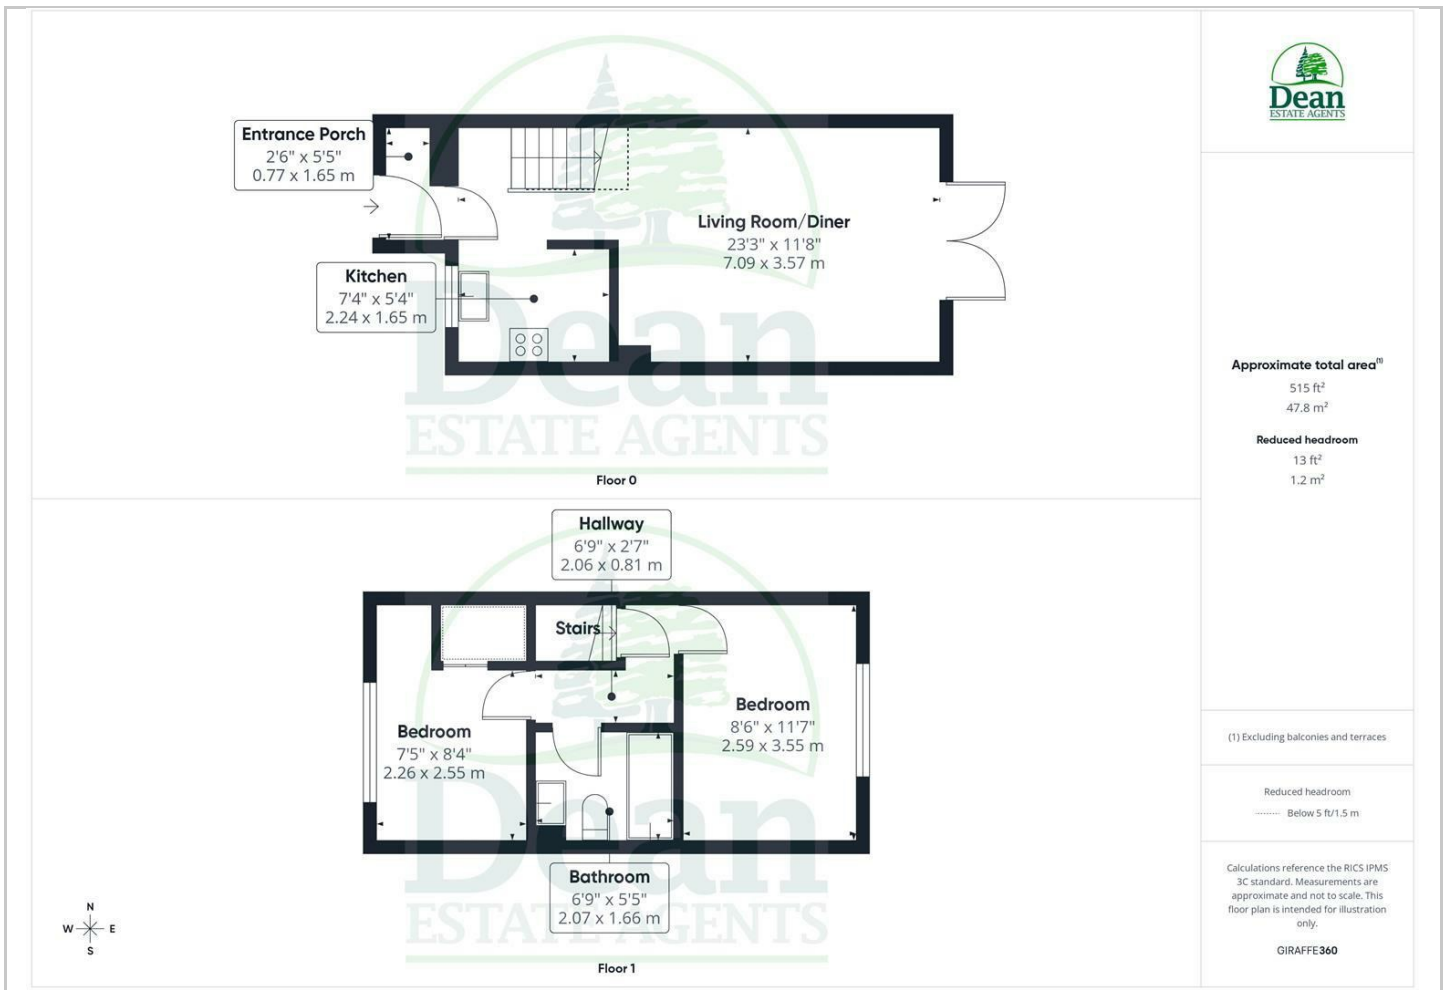 Entrance Porch
2'6" x 5'5"
0.77 x 1.65 m
Kitchen
7'4" x 5'4"
2.24 x 1.65 m
Living Room/Diner
23'3" x 11'8"
7.09 x 3.57 m
Dean
ESTATE AGENTS
Floor 0
Hallway
6'9" x 2'7"
2.06 x 0.81 m
Stairs
Bedroom
7'5" x 8'4"
2.26 x 2.55 m
Bedroom
8'6" x 11'7"
2.59 x 3.55 m
Bathroom
6'9" x 5'5"
2.07 x 1.66 m
Dean
ESTATE AGENTS
Floor 1
N
W E
S
Dean
ESTATE AGENTS
Approximate total area(1)
515 ft²
47.8 m²
Reduced headroom
13 ft²
1.2 m²
(1) Excluding balconies and terraces
Reduced headroom
Below 5 ft/1.5 m
Calculations reference the RICS IPMS
3C standard. Measurements are
approximate and not to scale. This
floor plan is intended for illustration
only.
GIRAFFE360